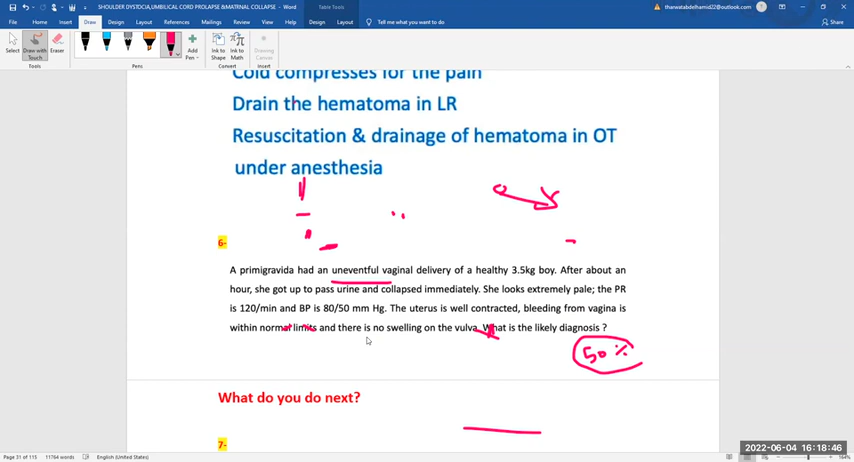 SHOULDER DYSTOCIA,UMBILICAL CORD PROLAPSE &MATERNAL COLLAPSE - Word
Table Tools
tharwatabdelhamid22@outlook.com
File Home Insert Draw Design Layout References Mailings Review View Help Design Layout Tell me what you want to do Share
Select
Draw with Touch
Eraser
Add Pen
Ink to Shape
Ink to Math
Drawing Canvas
Tools Pens Convert Insert
Cold compresses for the pain
Drain the hematoma in LR
Resuscitation & drainage of hematoma in OT
under anesthesia
6-
A primigravida had an uneventful vaginal delivery of a healthy 3.5kg boy. After about an
hour, she got up to pass urine and collapsed immediately. She looks extremely pale; the PR
is 120/min and BP is 80/50 mm Hg. The uterus is well contracted, bleeding from vagina is
within normal limits and there is no swelling on the vulva. What is the likely diagnosis ?
50 %
What do you do next?
7-
2022-06-04 16:18:46
Page 31 of 115 11764 words English (United States) 164%